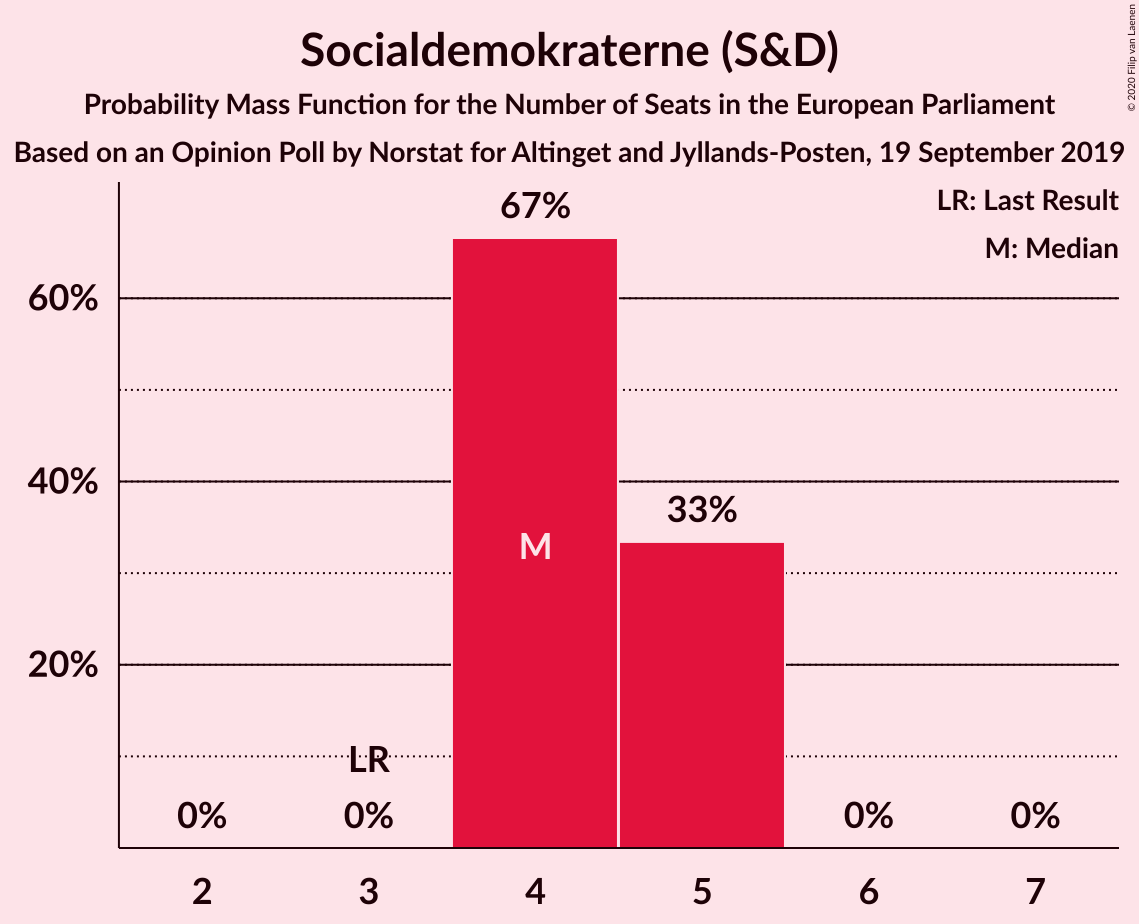 Socialdemokraterne (S&D)
Probability Mass Function for the Number of Seats in the European Parliament
Based on an Opinion Poll by Norstat for Altinget and Jyllands-Posten, 19 September 2019
© 2020 Filip van Laenen
LR: Last Result
M: Median
67%
60%
40%
33%
M
20%
LR
0% 0% 0% 0%
2 3 4 5 6 7